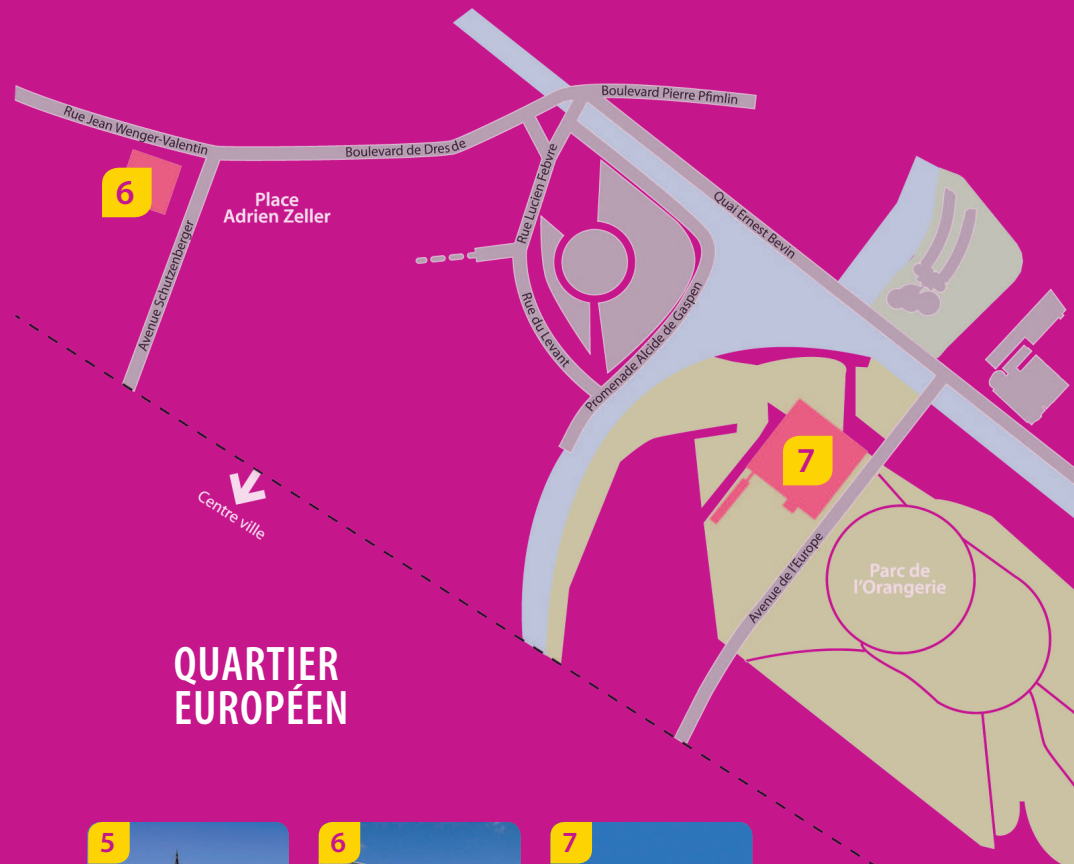 Boulevard Pierre Pfimlin
Rue Jean Wenger-Valentin
Boulevard de Dresde
6
Place
Adrien Zeller
Rue Lucien Febvre
Quai Ernest Bevin
Avenue Schutzenberger
Rue du Levant
Promenade Alcide de Gaspen
7
Centre ville
Avenue de l'Europe
Parc de
l'Orangerie
QUARTIER
EUROPÉEN
5
6
7